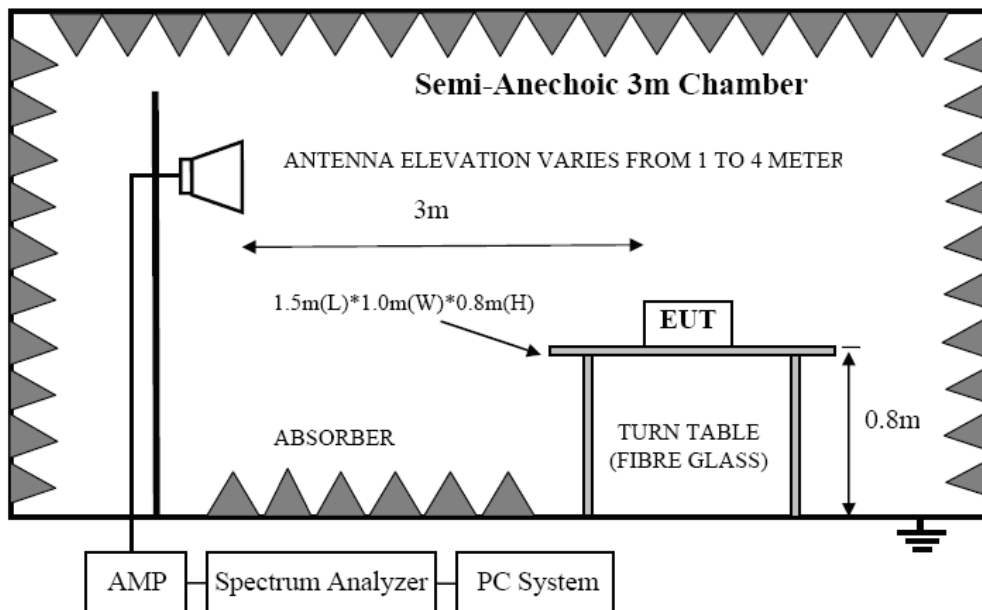 Semi-Anechoic 3m Chamber
ANTENNA ELEVATION VARIES FROM 1 TO 4 METER
3m
1.5m(L)*1.0m(W)*0.8m(H)
EUT
0.8m
ABSORBER
TURN TABLE
(FIBRE GLASS)
AMP
Spectrum Analyzer
PC System